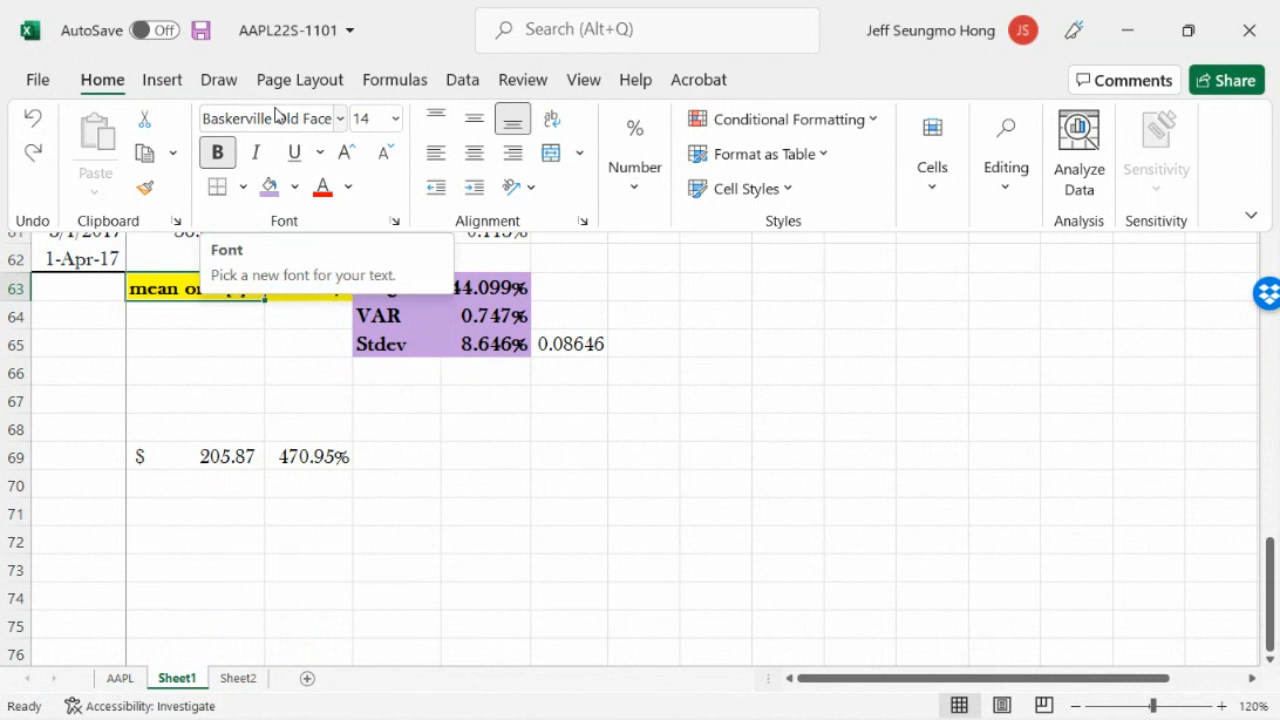 AutoSave Off AAPL22S-1101 Search (Alt+Q) Jeff Seungmo Hong JS
File Home Insert Draw Page Layout Formulas Data Review View Help Acrobat Comments Share
Baskerville Old Face 14
Paste B I U A A A ab Number % Conditional Formatting Format as Table Cell Styles Cells Editing Analyze Data Sensitivity
Undo Clipboard Font Alignment Styles Analysis Sensitivity
Font
Pick a new font for your text.
62 1-Apr-17
63 mean 44.099%
64 VAR 0.747%
65 Stdev 8.646% 0.08646
66
67
68
69 $ 205.87 470.95%
70
71
72
73
74
75
76
AAPL Sheet1 Sheet2
Ready Accessibility: Investigate 120%